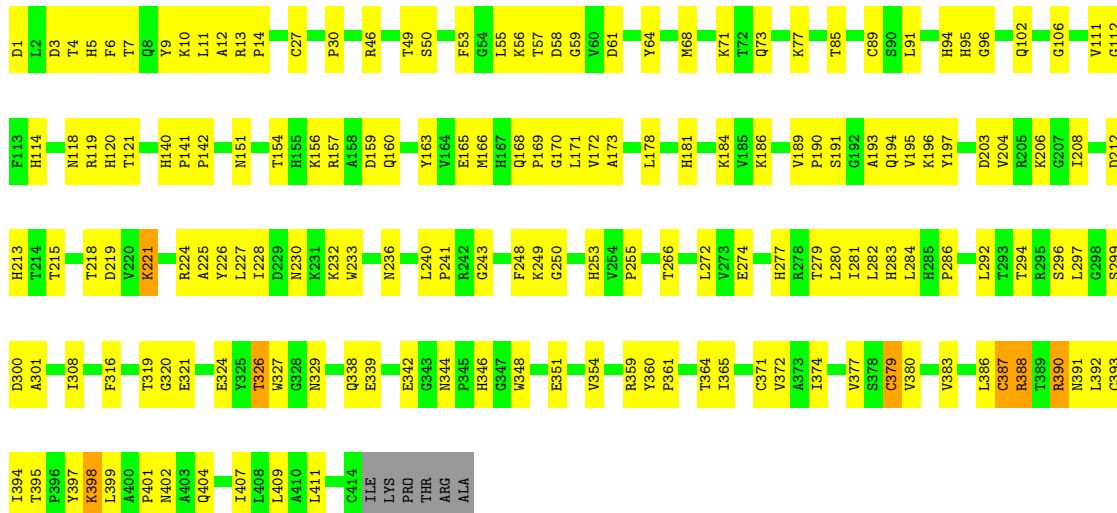 D1 L2 D3 T4 H5 F6 T7 Q8 Y9 K10 L11 A12 R13 P14 C27 P30 R46 T49 S50 F53 G54 L55 K56 T57 D58 G59 V60 D61 Y64 M68 K71 T72 Q73 K77 T85 C89 S90 L91 H94 H95 G96 Q102 G106 V111 G112
F113 H114 N118 R119 H120 T121 H140 P141 P142 N151 T154 H155 K156 R157 A158 D159 Q160 Y163 V164 E165 M166 H167 Q168 P169 G170 L171 V172 A173 L178 H181 K184 V185 K186 V189 P190 S191 G192 A193 Q194 V195 K196 Y197 D203 V204 R205 K206 G207 I208 D212
H213 T214 T215 T218 D219 V220 K221 R224 A225 Y226 L227 I228 D229 N230 K231 K232 W233 N236 L240 P241 R242 G243 F248 K249 G250 H253 V254 P255 T266 L272 V273 E274 H277 R278 T279 L280 I281 L282 H283 L284 H285 P286 L292 T293 T294 R295 S296 L297 G298 S299
D300 A301 I308 F316 T319 G320 E321 E324 Y325 T326 W327 G328 N329 Q338 E339 E342 G343 N344 P345 H346 G347 W348 E351 V354 R359 Y360 P361 T364 I365 C371 V372 A373 I374 V377 S378 C379 V380 V383 L386 C387 R388 T389 R390 N391 L392 C393
I394 T395 P396 Y397 K398 L399 A400 P401 N402 A403 Q404 I407 L408 L409 A410 L411 C414 ILE LYS PRO THR ARG ALA